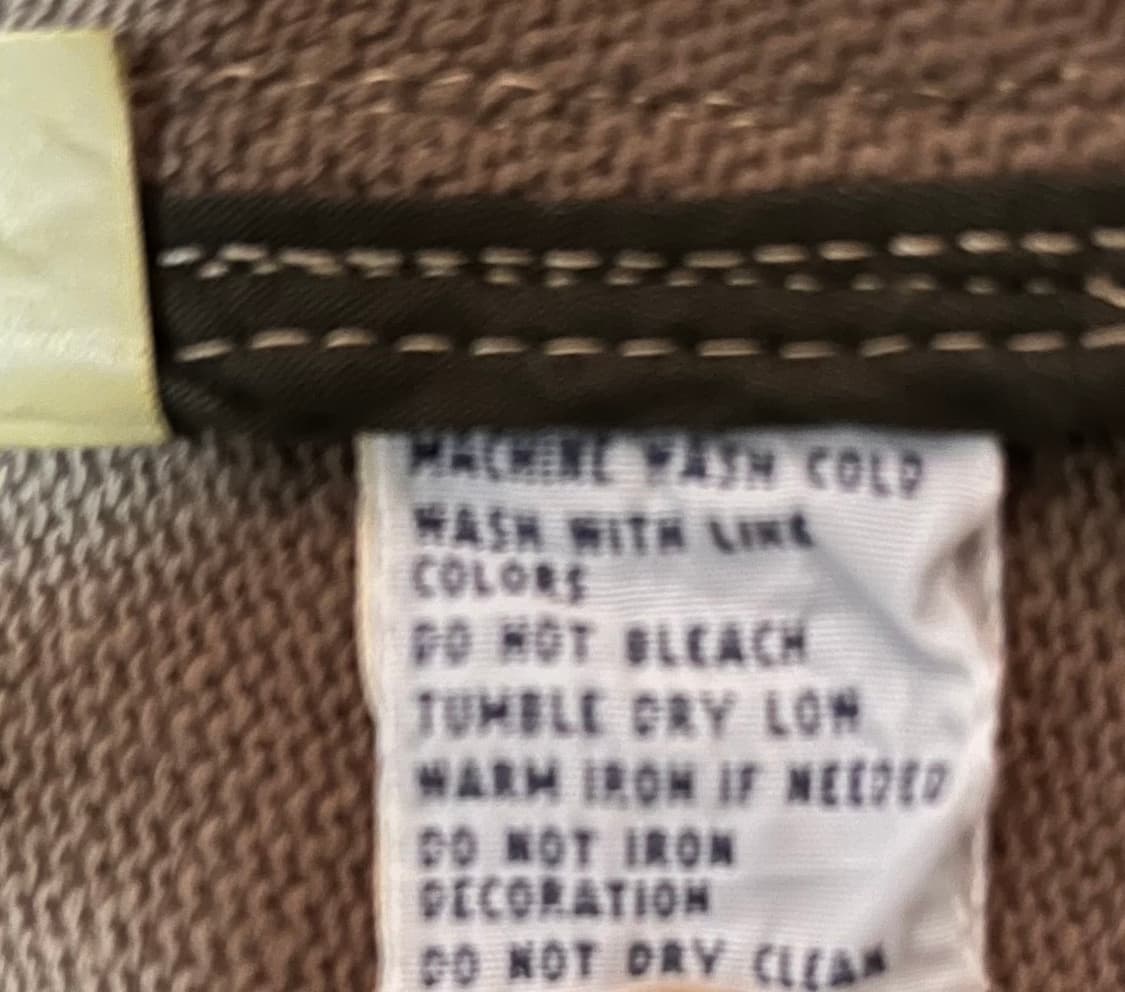 MACHINE WASH COLD
WASH WITH LIKE
COLORS
DO NOT BLEACH
TUMBLE DRY LOW
WARM IRON IF NEEDED
DO NOT IRON
DECORATION
DO NOT DRY CLEAN